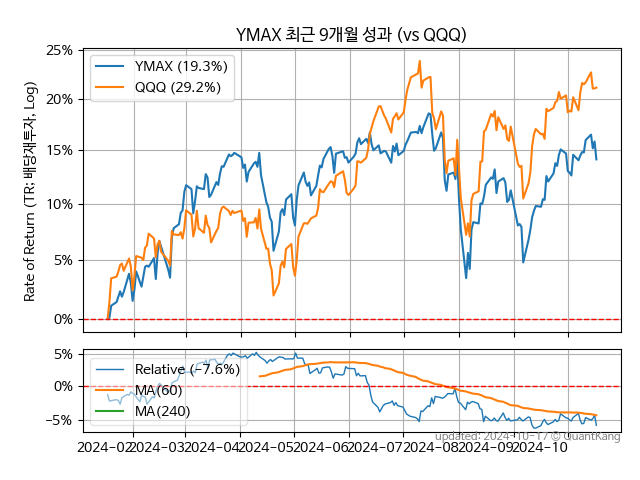 YMAX 최근 9개월 성과 (vs QQQ)
Rate of Return (TR: 배당재투자, Log)
25%
20%
15%
10%
5%
0%
YMAX (19.3%)
QQQ (29.2%)
5%
0%
−5%
Relative (−7.6%)
MA(60)
MA(240)
2024-02 2024-03 2024-04 2024-05 2024-06 2024-07 2024-08 2024-09 2024-10
updated: 2024-10-17 © QuantKang